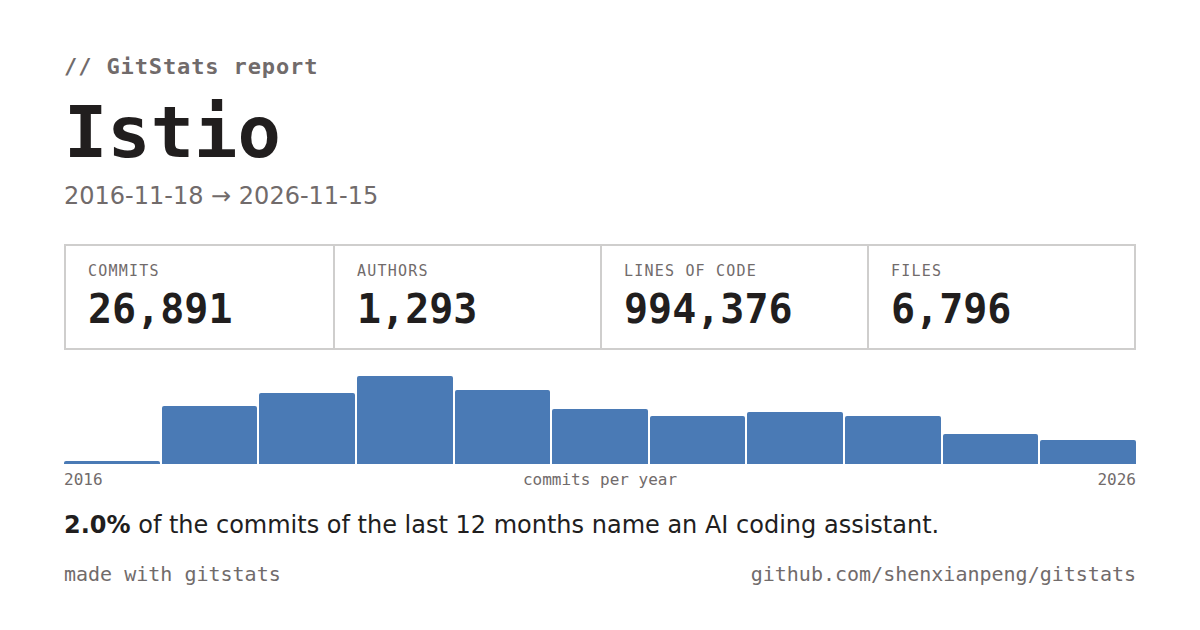 // GitStats report
Istio
2016-11-18 → 2026-11-15
COMMITS AUTHORS LINES OF CODE FILES
26,891 1,293 994,376 6,796
2016 commits per year 2026
2.0% of the commits of the last 12 months name an AI coding assistant.
made with gitstats github.com/shenxianpeng/gitstats